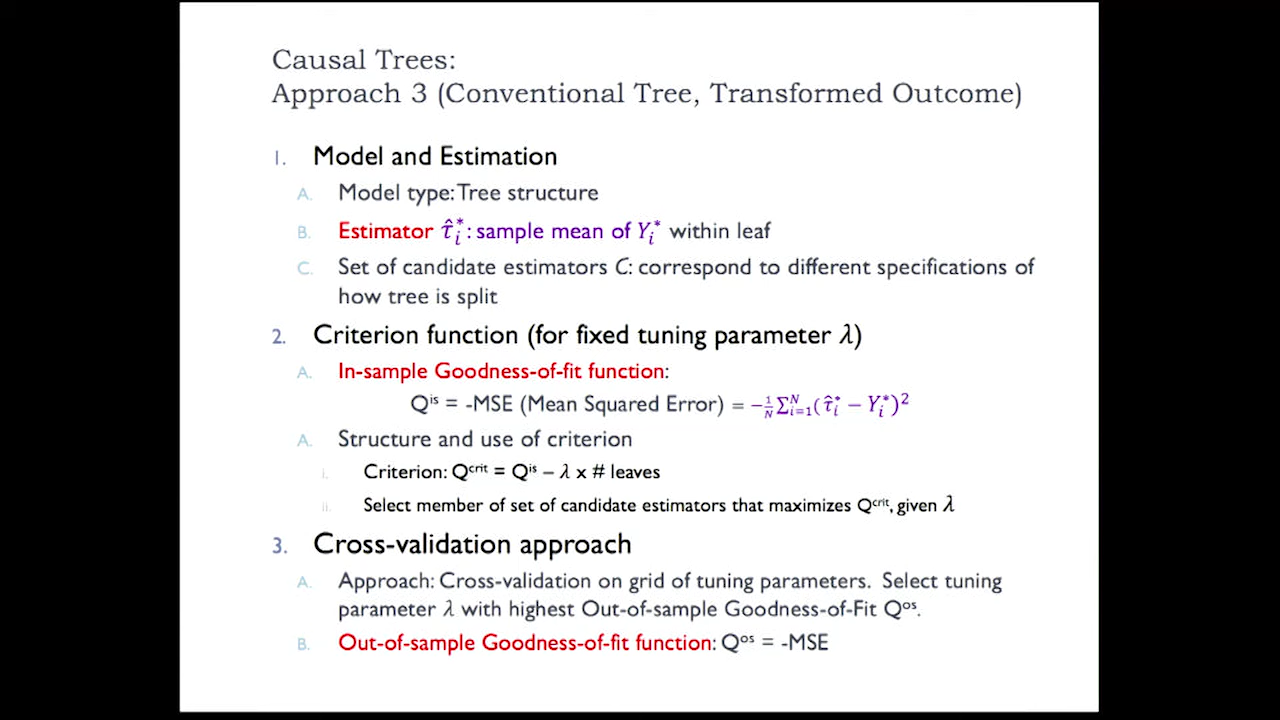 Causal Trees:
Approach 3 (Conventional Tree, Transformed Outcome)
1. Model and Estimation
A. Model type: Tree structure
B. Estimator τ̂ᵢ*: sample mean of Yᵢ* within leaf
C. Set of candidate estimators C: correspond to different specifications of
how tree is split
2. Criterion function (for fixed tuning parameter λ)
A. In-sample Goodness-of-fit function:
Qⁱˢ = -MSE (Mean Squared Error) = −1/N ∑ᵢ₌₁ᴺ(τ̂ᵢ* − Yᵢ*)²
A. Structure and use of criterion
i. Criterion: Qᶜʳⁱᵗ = Qⁱˢ – λ x # leaves
ii. Select member of set of candidate estimators that maximizes Qᶜʳⁱᵗ, given λ
3. Cross-validation approach
A. Approach: Cross-validation on grid of tuning parameters. Select tuning
parameter λ with highest Out-of-sample Goodness-of-Fit Qᵒˢ.
B. Out-of-sample Goodness-of-fit function: Qᵒˢ = -MSE